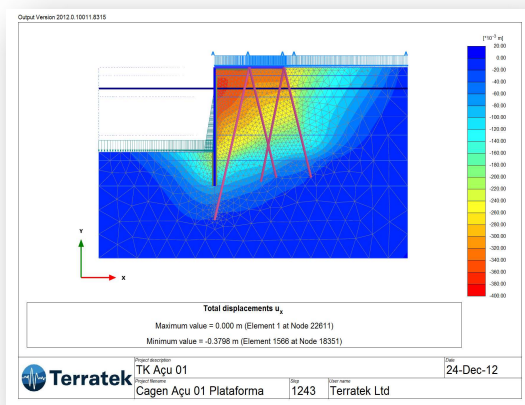 Output Version 2012.0.10011.8315
[*10⁻³ m]
20.00
0.00
-20.00
-40.00
-60.00
-80.00
-100.00
-120.00
-140.00
-160.00
-180.00
-200.00
-220.00
-240.00
-260.00
-280.00
-300.00
-320.00
-340.00
-360.00
-380.00
-400.00
A A A A A
Y
X
Total displacements uₓ
Maximum value = 0.000 m (Element 1 at Node 22611)
Minimum value = -0.3798 m (Element 1566 at Node 18351)
Terratek
Project description
TK Açu 01
Date
24-Dec-12
Project filename
Cagen Açu 01 Plataforma
Step
1243
User name
Terratek Ltd